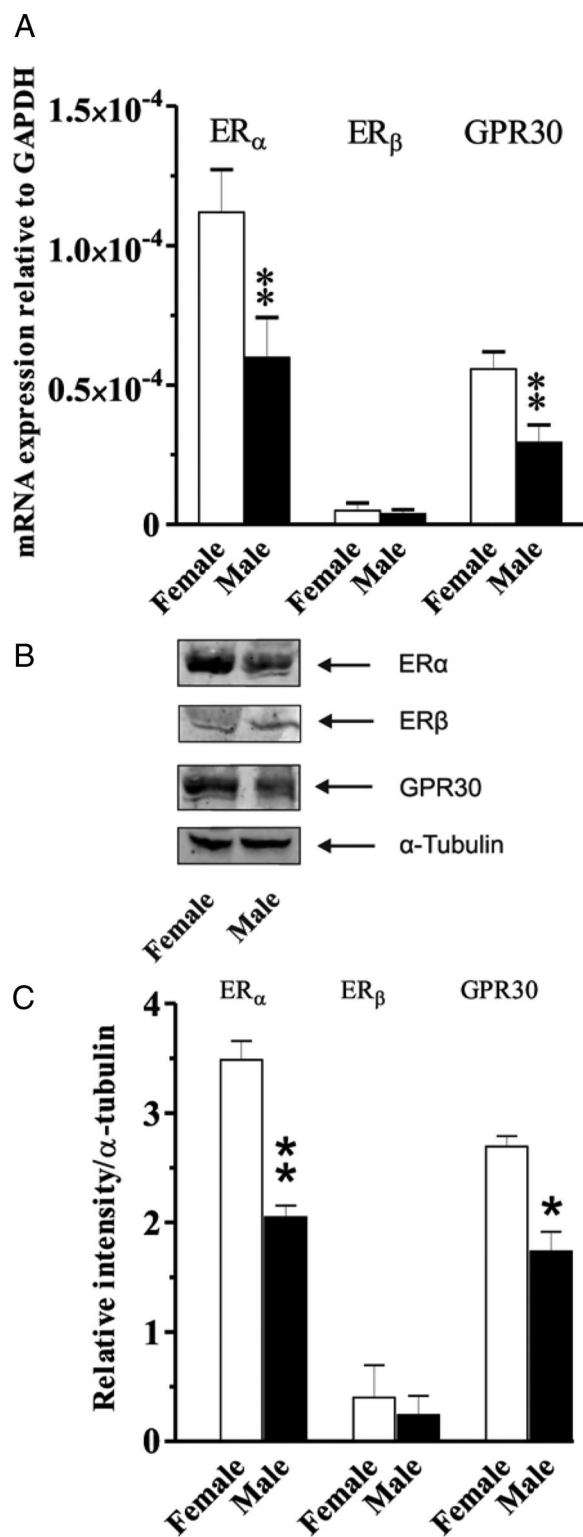 A
mRNA expression relative to GAPDH
1.5×10⁻⁴
1.0×10⁻⁴
0.5×10⁻⁴
0
ERα ERβ GPR30
** **
Female Male Female Male Female Male
B
ERα
ERβ
GPR30
α-Tubulin
Female Male
C
Relative intensity/α-tubulin
4
3
2
1
0
ERα ERβ GPR30
** *
Female Male Female Male Female Male